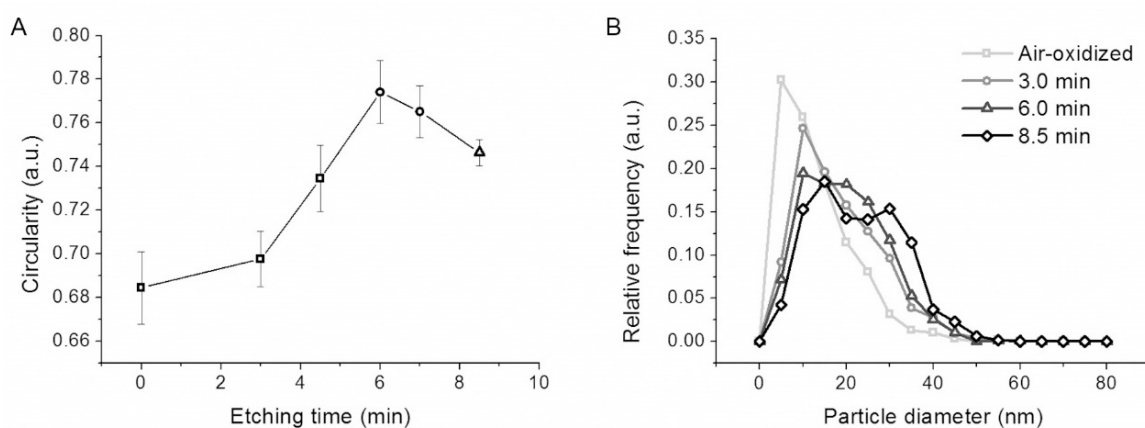 A
0.80
0.78
0.76
0.74
0.72
0.70
0.68
0.66
Circularity (a.u.)
0 2 4 6 8 10
Etching time (min)
B
0.35
0.30
0.25
0.20
0.15
0.10
0.05
0.00
Relative frequency (a.u.)
0 20 40 60 80
Particle diameter (nm)
Air-oxidized
3.0 min
6.0 min
8.5 min